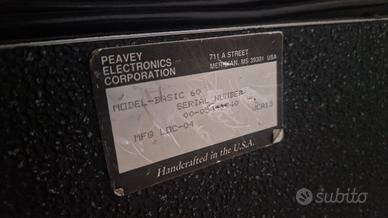 PEAVEY
ELECTRONICS
CORPORATION
711 A STREET
MERIDIAN, MS 39301 USA
MODEL-BASIC 60
SERIAL NUMBER
MFG LOC-04
Handcrafted in the U.S.A.
subito